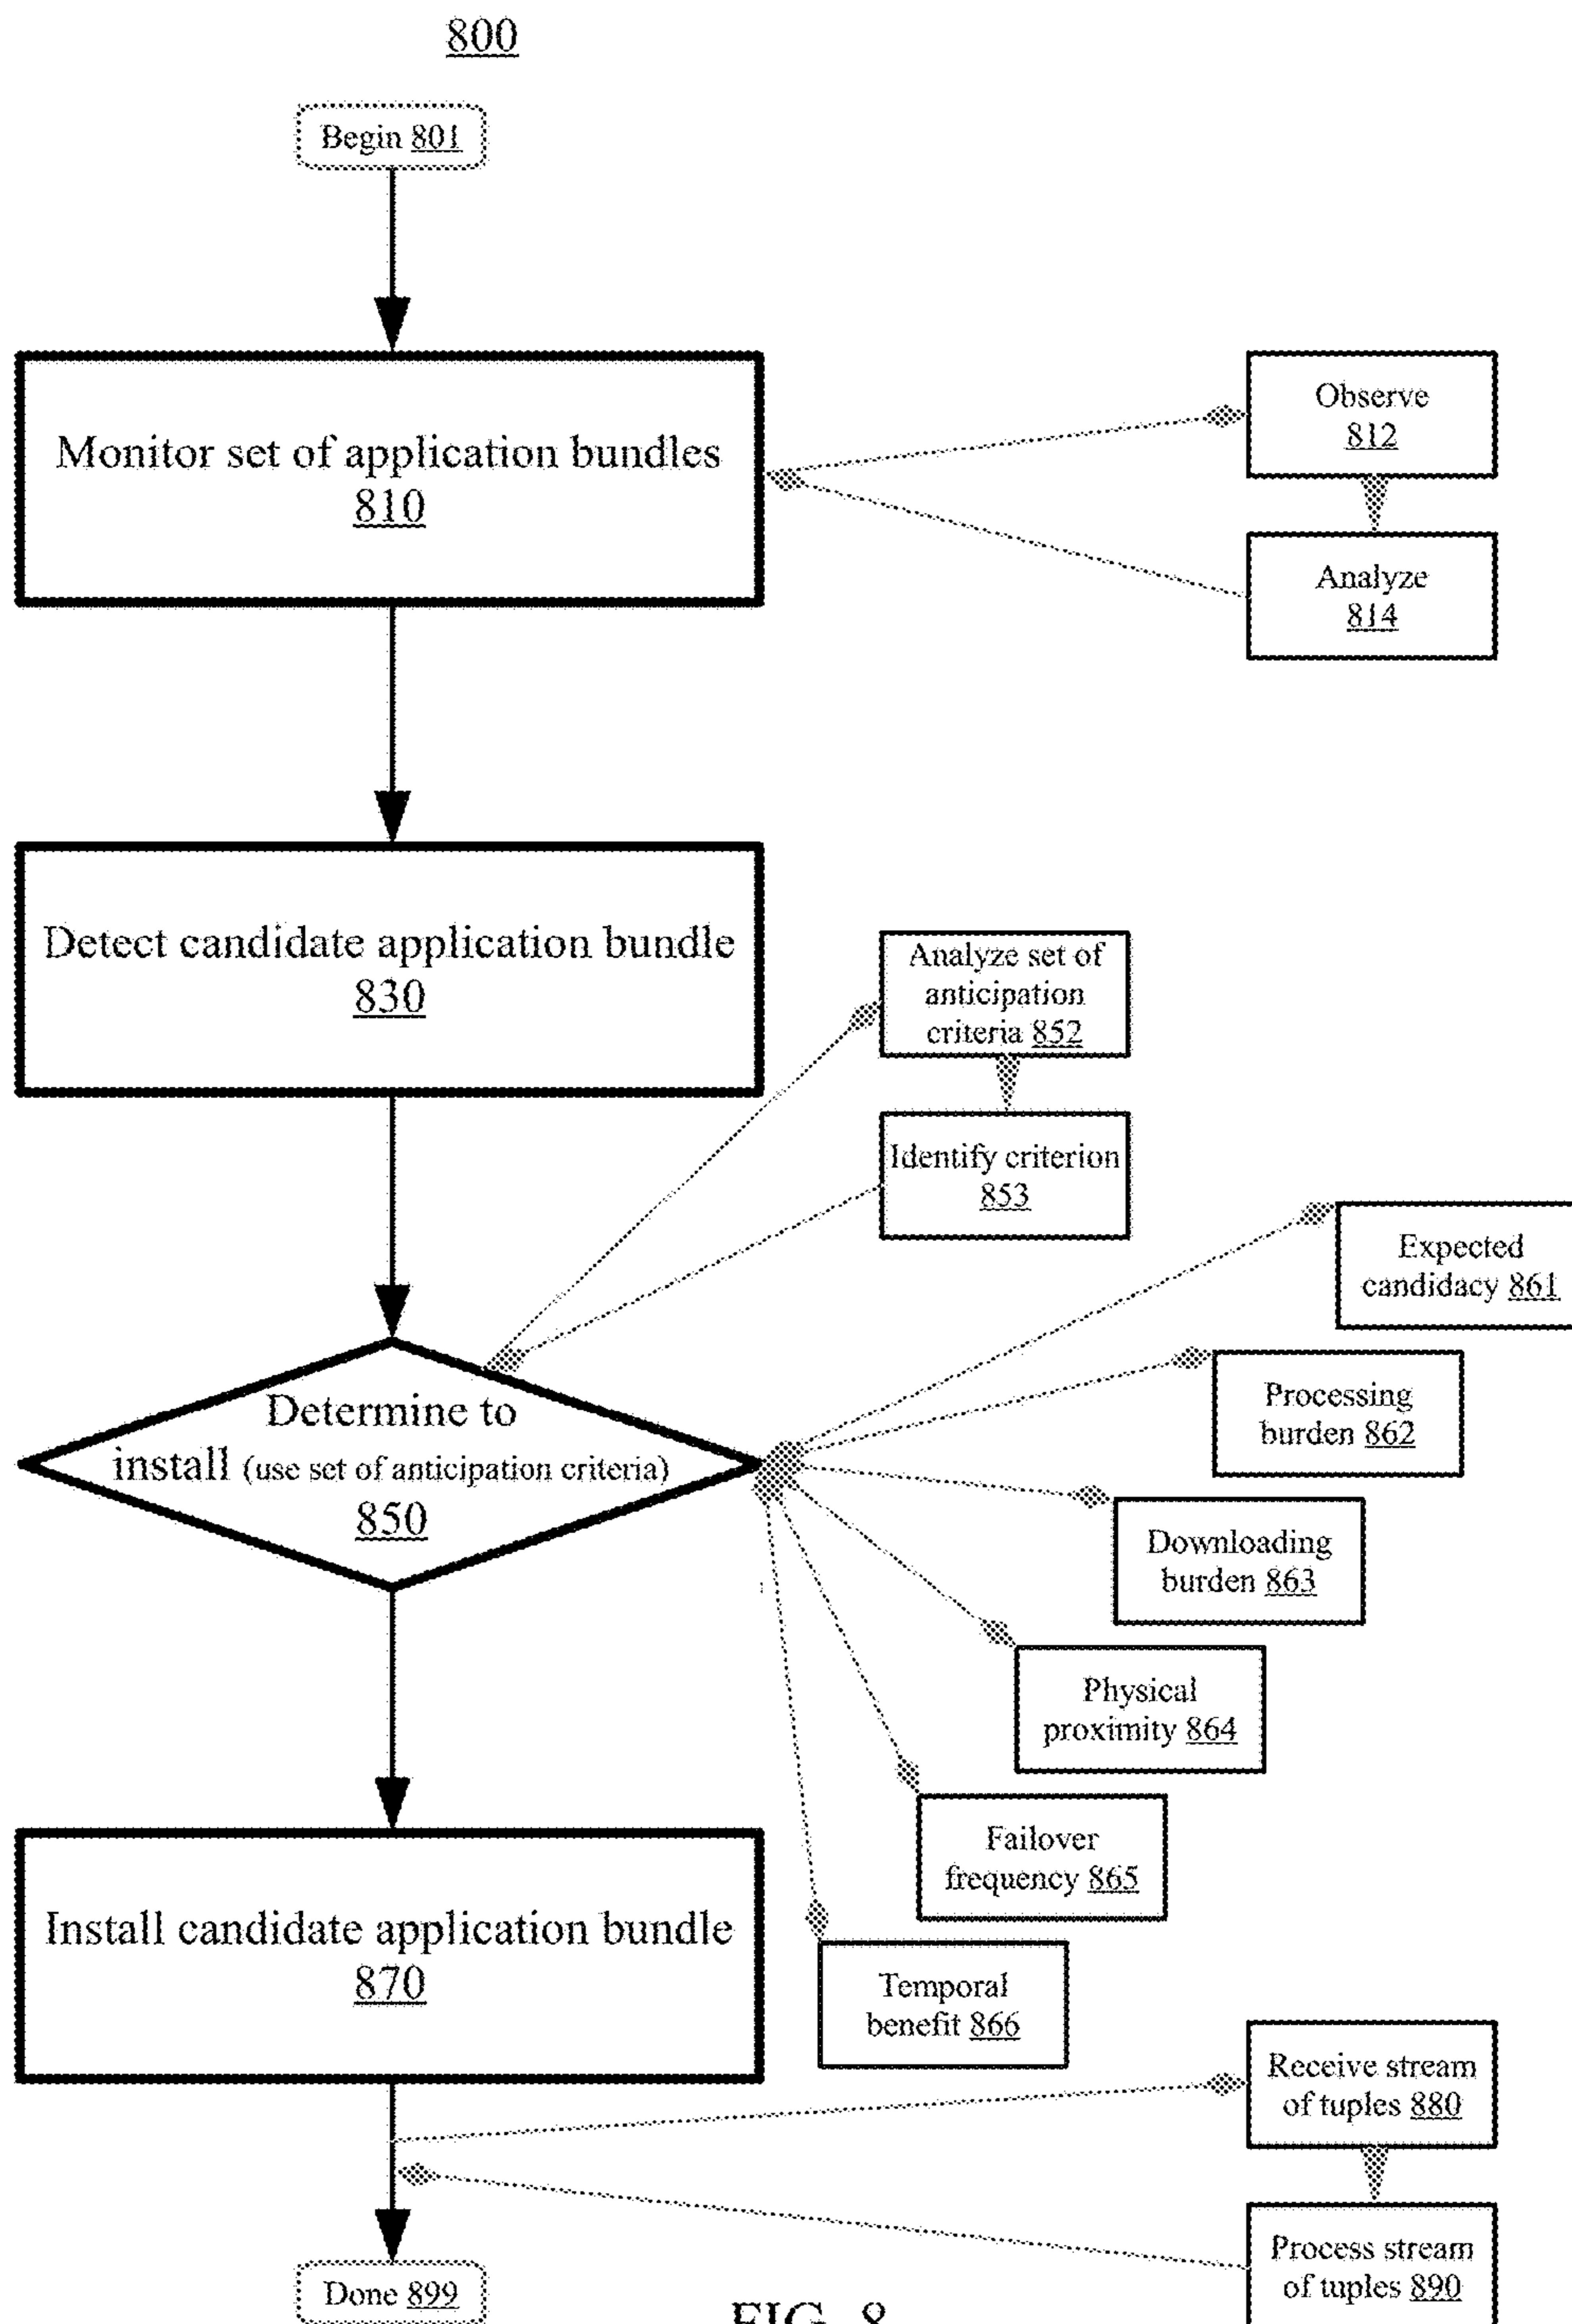 800
Begin 801
Monitor set of application bundles
810
Observe
812
Analyze
814
Detect candidate application bundle
830
Analyze set of
anticipation
criteria 852
Identify criterion
853
Determine to
install (use set of anticipation criteria)
850
Expected
candidacy 861
Processing
burden 862
Downloading
burden 863
Physical
proximity 864
Failover
frequency 865
Temporal
benefit 866
Install candidate application bundle
870
Receive stream
of tuples 880
Process stream
of tuples 890
Done 899
FIG. 8